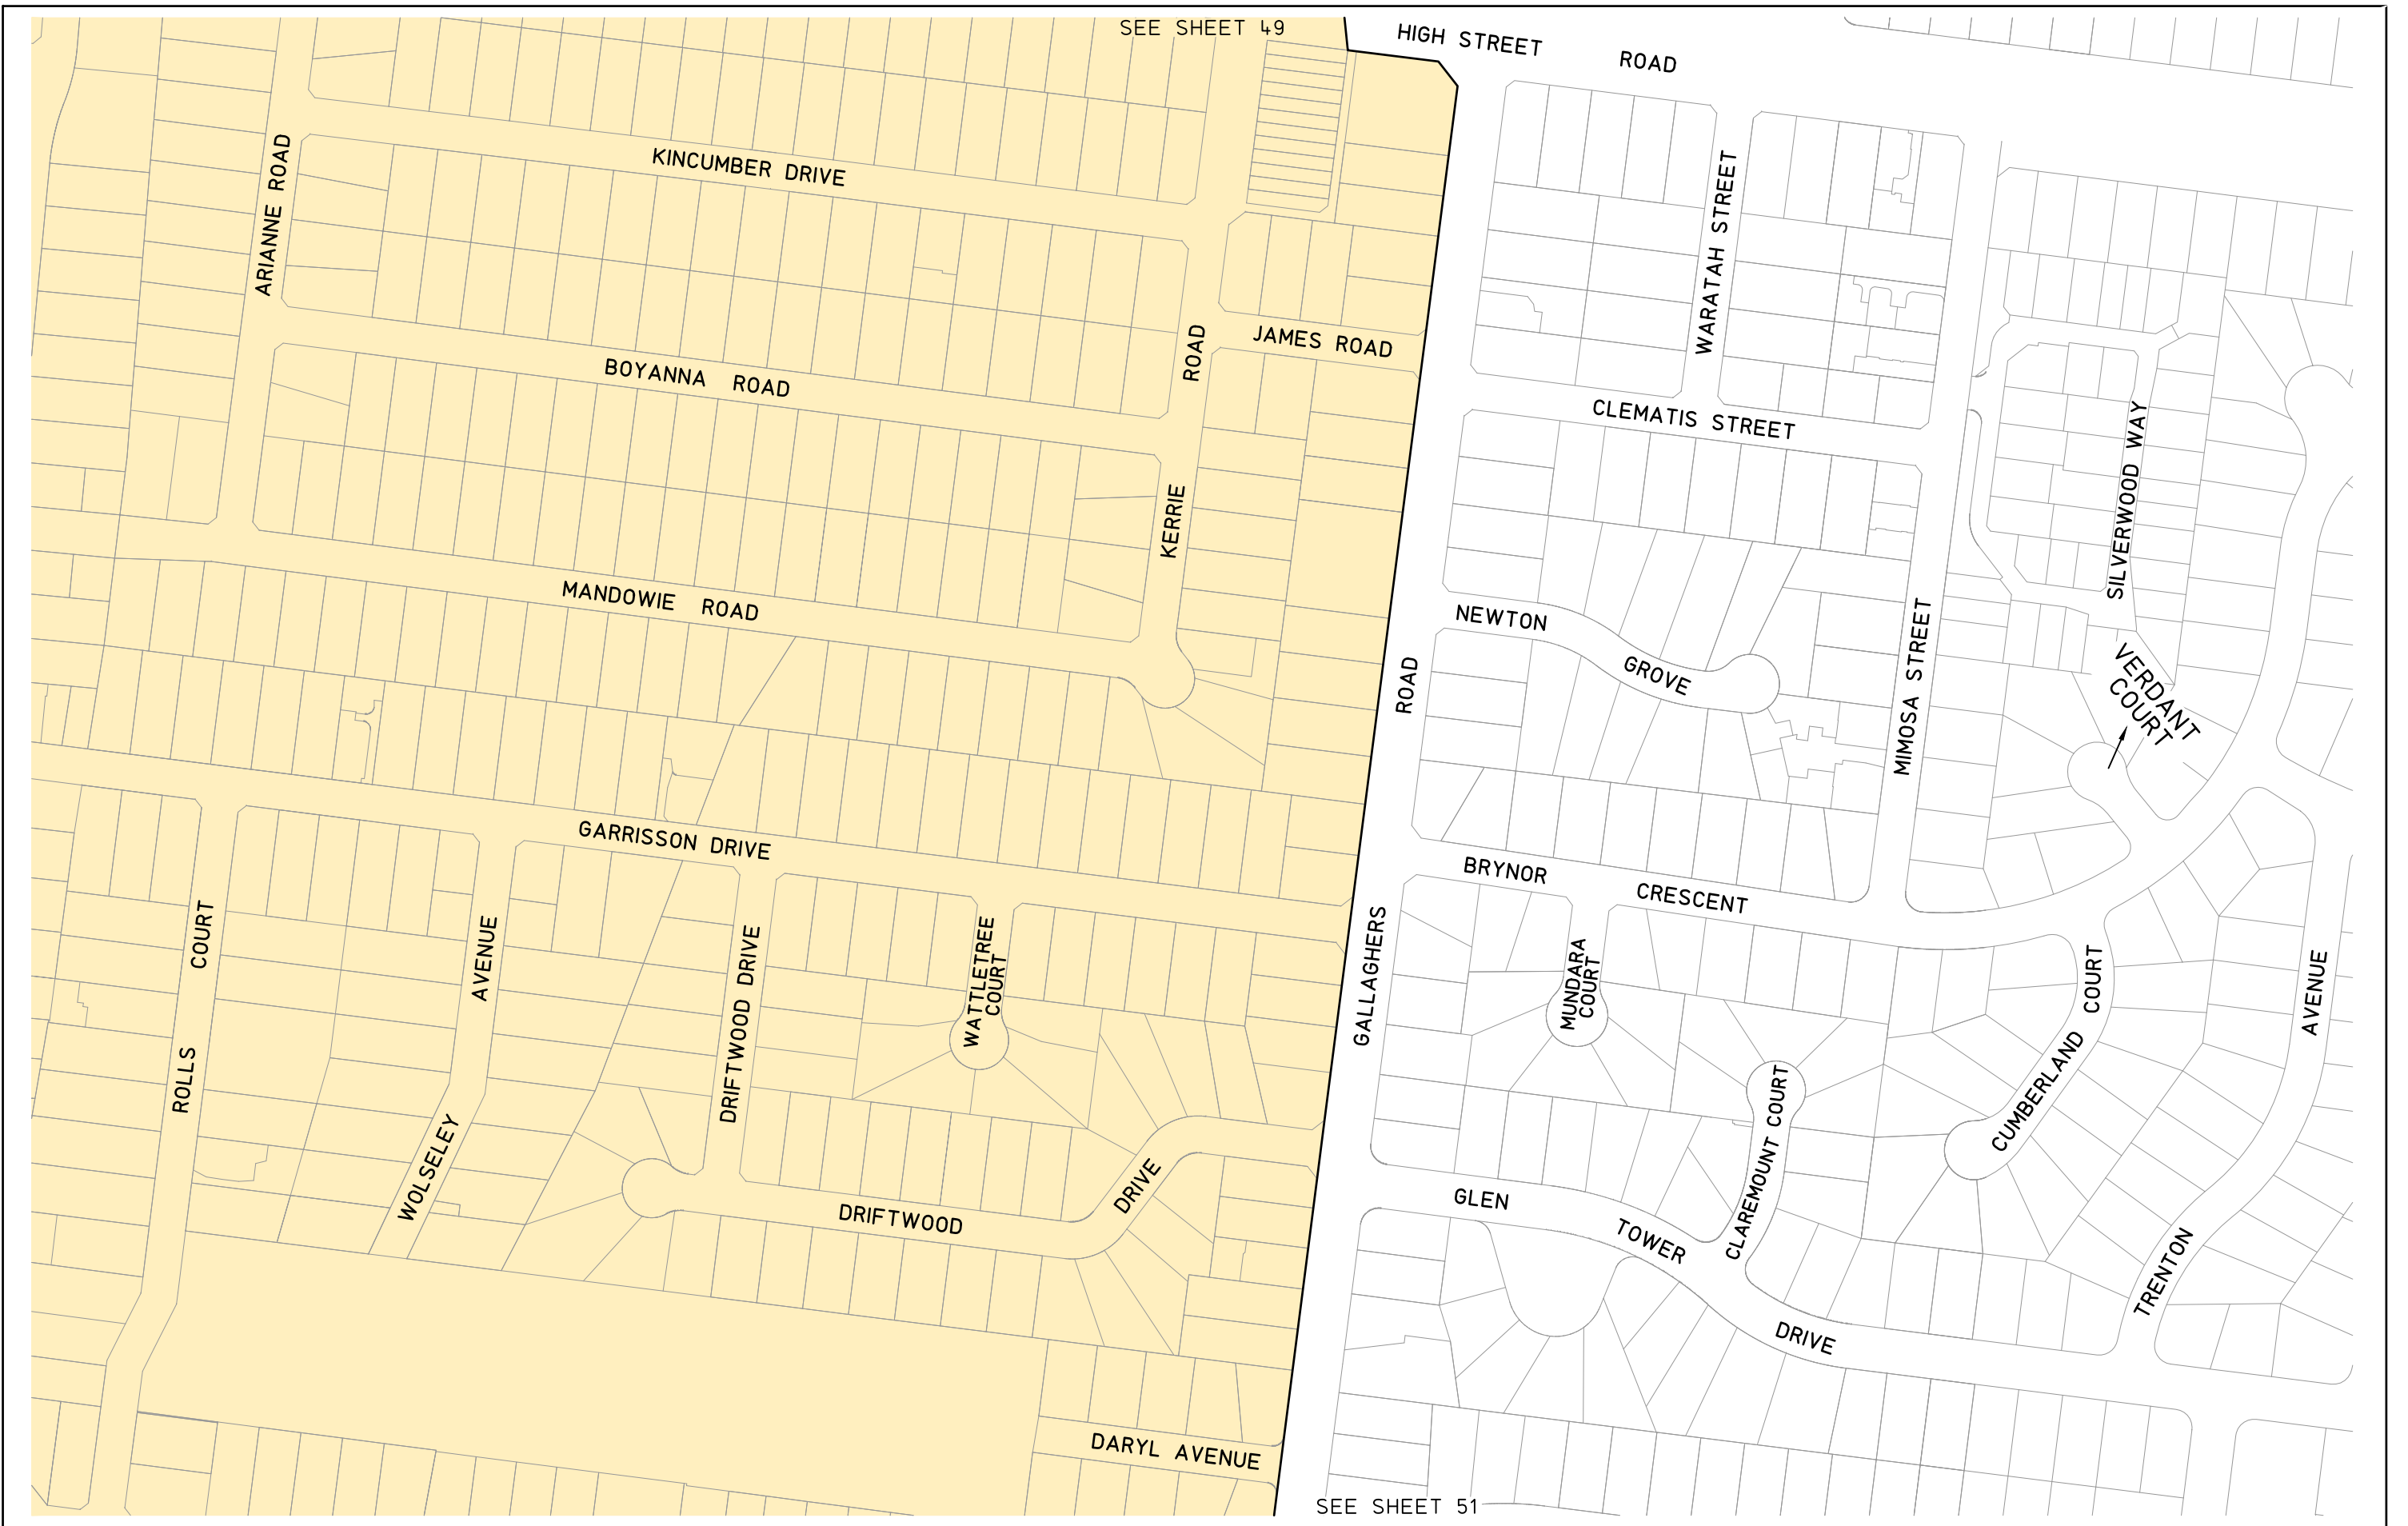 SEE SHEET 49
HIGH STREET ROAD
KINCUMBER DRIVE
ARIANNE ROAD
WARATAH STREET
JAMES ROAD
BOYANNA ROAD
KERRIE ROAD
CLEMATIS STREET
SILVERWOOD WAY
MANDOWIE ROAD
NEWTON GROVE
MIMOSA STREET
VERDANT
COURT
GARRISSON DRIVE
BRYNOR CRESCENT
GALLAGHERS ROAD
ROLLS COURT
WOLSELEY AVENUE
DRIFTWOOD DRIVE
WATTLETREE
COURT
MUNDARA
COURT
CLAREMOUNT COURT
CUMBERLAND COURT
TRENTON AVENUE
DRIFTWOOD DRIVE
GLEN TOWER DRIVE
DARYL AVENUE
SEE SHEET 51